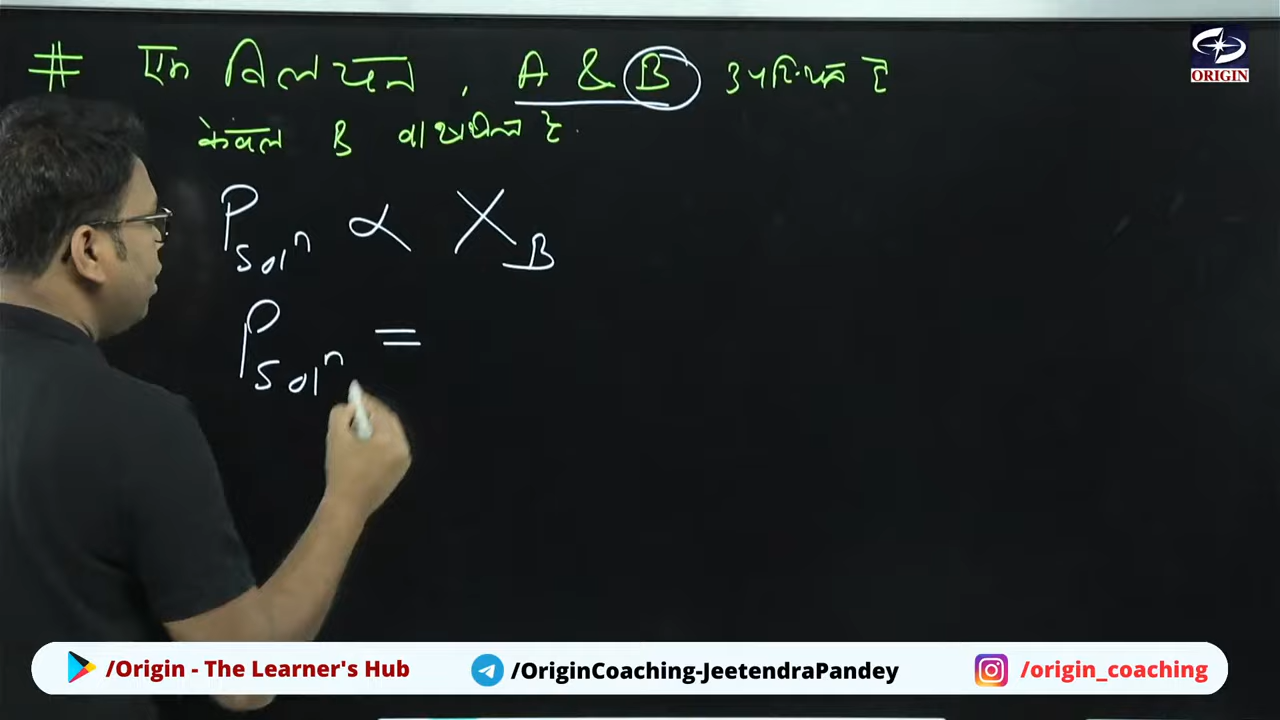 # एक विलयन , A & B उपस्थित है
केवल B वाष्पशील है.
P_solⁿ ∝ X_B
P_solⁿ =
ORIGIN
/Origin - The Learner's Hub
/OriginCoaching-JeetendraPandey
/origin_coaching